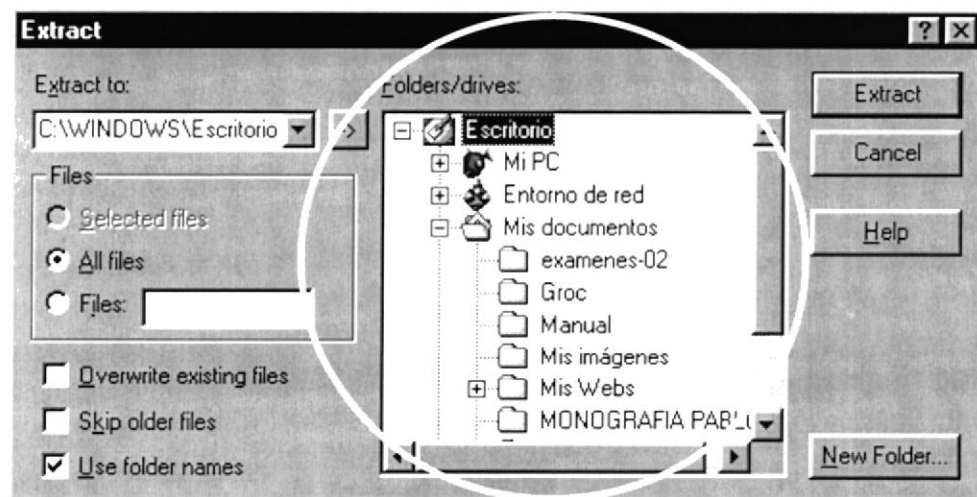 Extract
Extract to:
C:\WINDOWS\Escritorio
Files
Selected files
All files
Files:
Overwrite existing files
Skip older files
Use folder names
Folders/drives:
Escritorio
Mi PC
Entorno de red
Mis documentos
examenes-02
Groc
Manual
Mis imágenes
Mis Webs
MONOGRAFIA
Extract
Cancel
Help
New Folder...